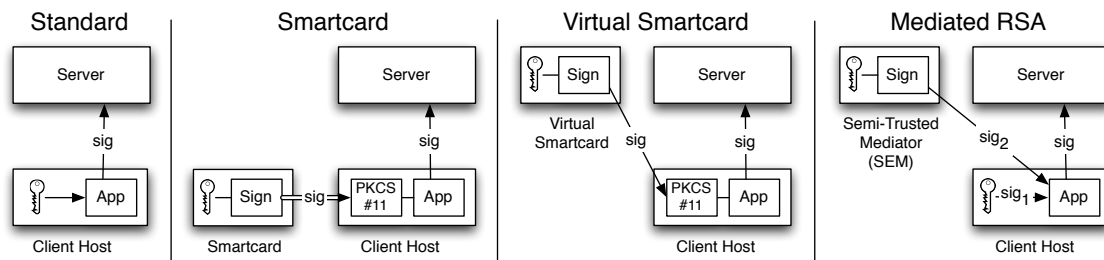 Standard
Server
sig
App
Client Host
Smartcard
Server
sig
Sign
sig
PKCS
#11
App
Smartcard
Client Host
Virtual Smartcard
Sign
Server
Virtual
Smartcard
sig
sig
PKCS
#11
App
Client Host
Mediated RSA
Sign
Server
Semi-Trusted
Mediator
(SEM)
sig2
sig
sig1
App
Client Host